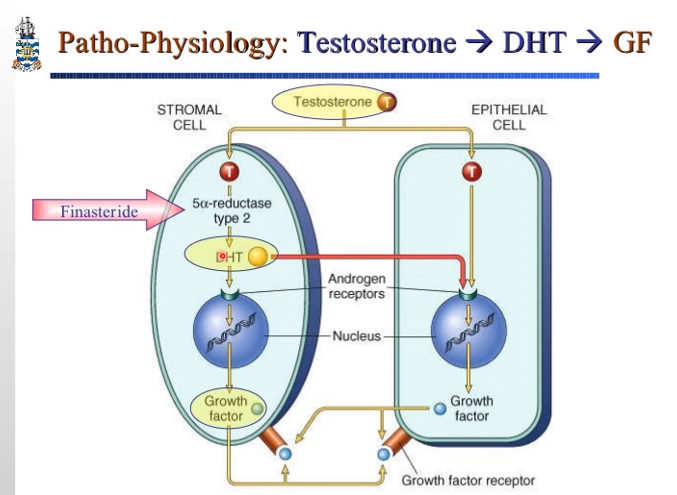 Patho-Physiology: Testosterone → DHT → GF
Testosterone T
STROMAL
CELL
EPITHELIAL
CELL
T
T
5α-reductase
type 2
Finasteride
DHT
Androgen
receptors
Nucleus
Growth
factor
Growth
factor
Growth factor receptor